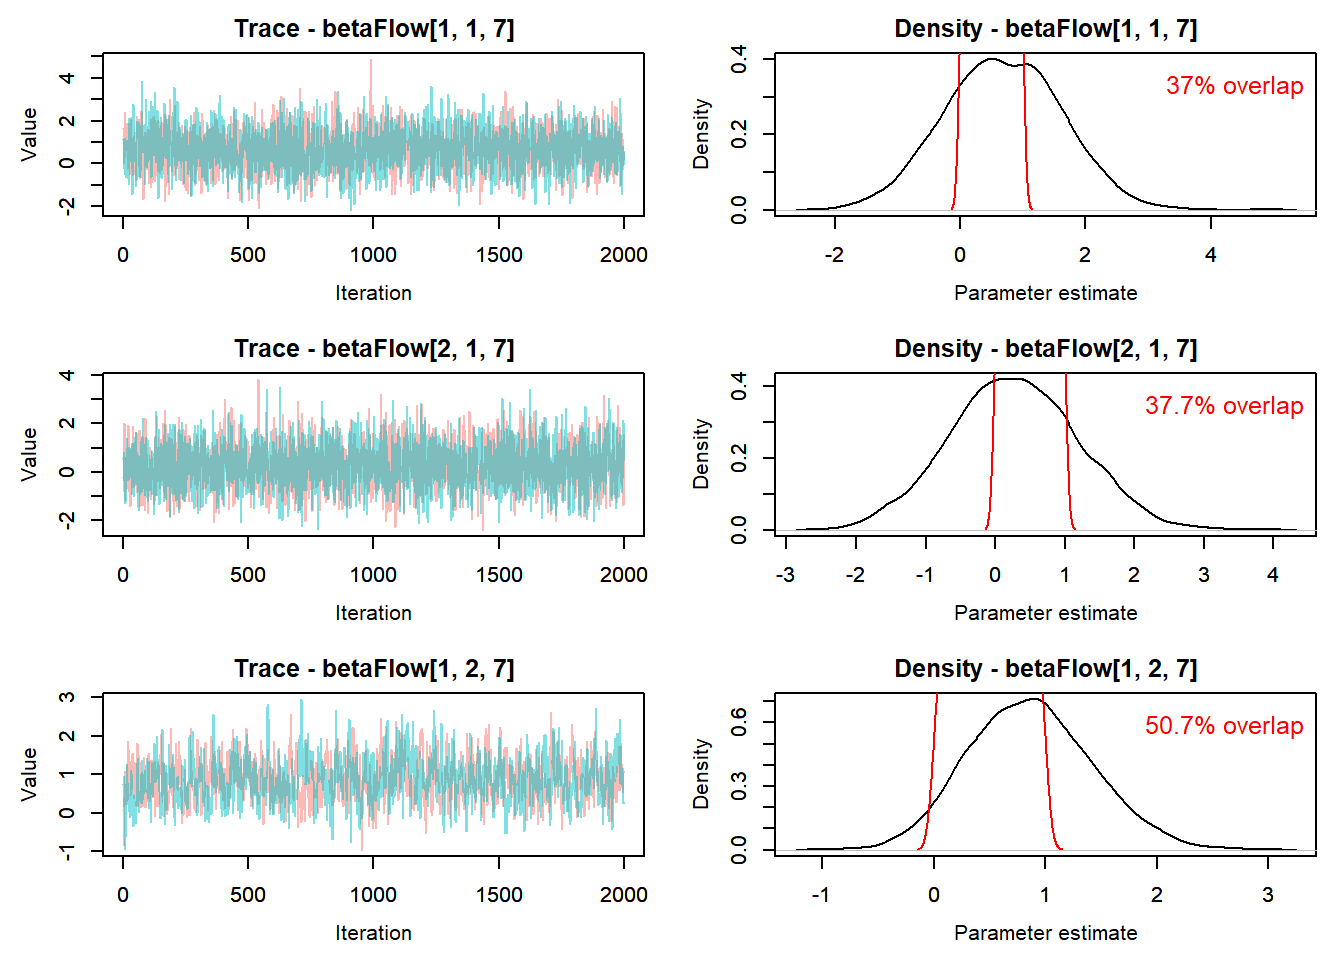 Trace - betaFlow[1, 1, 7]
Value
-2 0 2 4
0 500 1000 1500 2000
Iteration
Density - betaFlow[1, 1, 7]
37% overlap
Density
0.0 0.2 0.4
-2 0 2 4
Parameter estimate
Trace - betaFlow[2, 1, 7]
Value
-2 0 2 4
0 500 1000 1500 2000
Iteration
Density - betaFlow[2, 1, 7]
37.7% overlap
Density
0.0 0.2 0.4
-3 -2 -1 0 1 2 3 4
Parameter estimate
Trace - betaFlow[1, 2, 7]
Value
-1 0 1 2 3
0 500 1000 1500 2000
Iteration
Density - betaFlow[1, 2, 7]
50.7% overlap
Density
0.0 0.3 0.6
-1 0 1 2 3
Parameter estimate